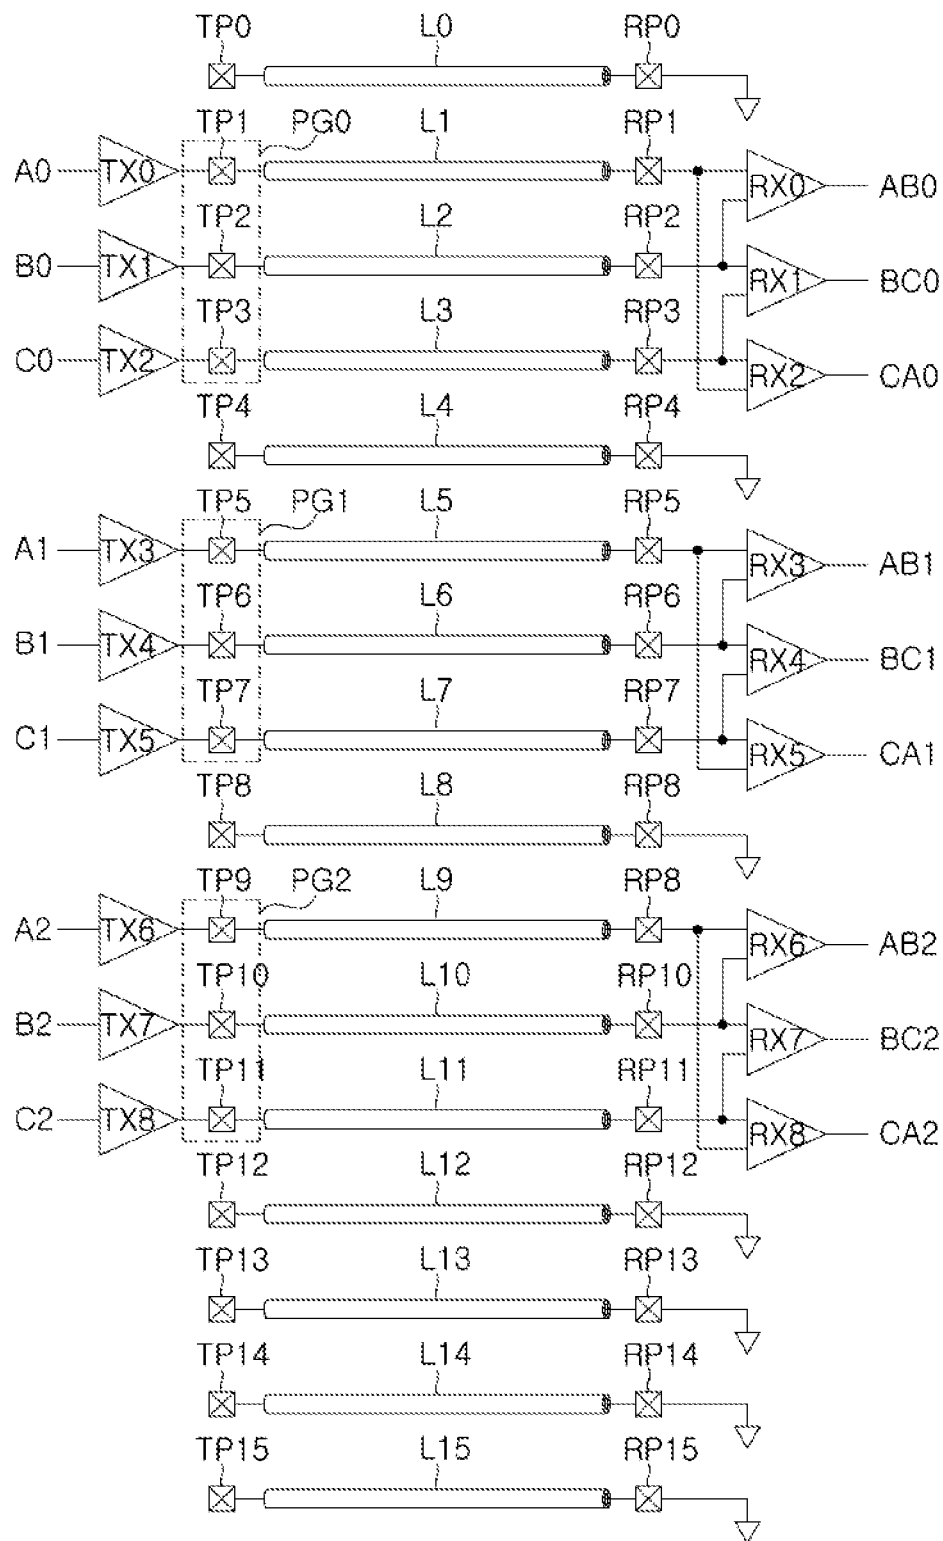 TP0 L0 RP0
TP1 PG0 L1 RP1
A0 TX0 RX0 AB0
TP2 L2 RP2
B0 TX1 RX1 BC0
TP3 L3 RP3
C0 TX2 RX2 CA0
TP4 L4 RP4
TP5 PG1 L5 RP5
A1 TX3 RX3 AB1
TP6 L6 RP6
B1 TX4 RX4 BC1
TP7 L7 RP7
C1 TX5 RX5 CA1
TP8 L8 RP8
TP9 PG2 L9 RP8
A2 TX6 RX6 AB2
TP10 L10 RP10
B2 TX7 RX7 BC2
TP11 L11 RP11
C2 TX8 RX8 CA2
TP12 L12 RP12
TP13 L13 RP13
TP14 L14 RP14
TP15 L15 RP15